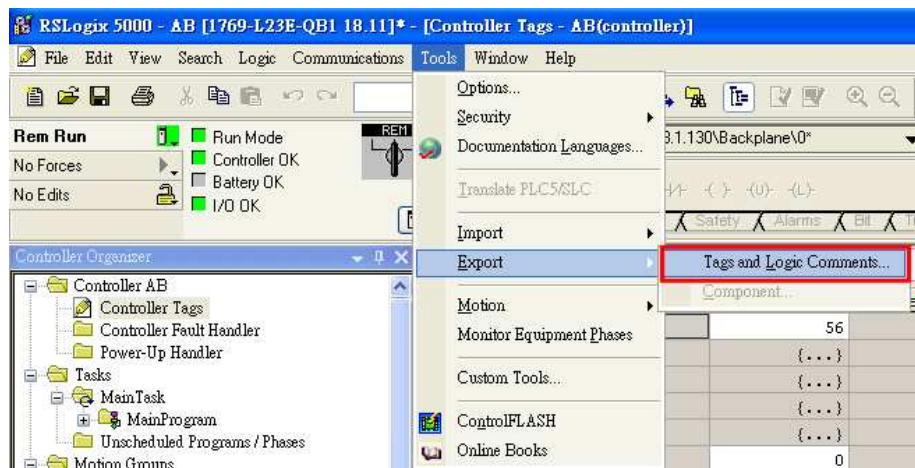 RSLogix 5000 - AB [1769-L23E-QB1 18.11]* - [Controller Tags - AB(controller)]
File Edit View Search Logic Communications Tools Window Help
Rem Run
No Forces
No Edits
Run Mode
Controller OK
Battery OK
I/O OK
REM
Options...
Security
Documentation Languages...
Translate PLC5/SLC
Import
Export
Motion
Monitor Equipment Phases
Custom Tools...
ControlFLASH
Online Books
Tags and Logic Comments...
Component...
3.1.130\Backplane\0*
Safety Alarms Bit
Controller Organizer
Controller AB
Controller Tags
Controller Fault Handler
Power-Up Handler
Tasks
MainTask
MainProgram
Unscheduled Programs / Phases
Motion Groups
56
{...}
{...}
{...}
{...}
0